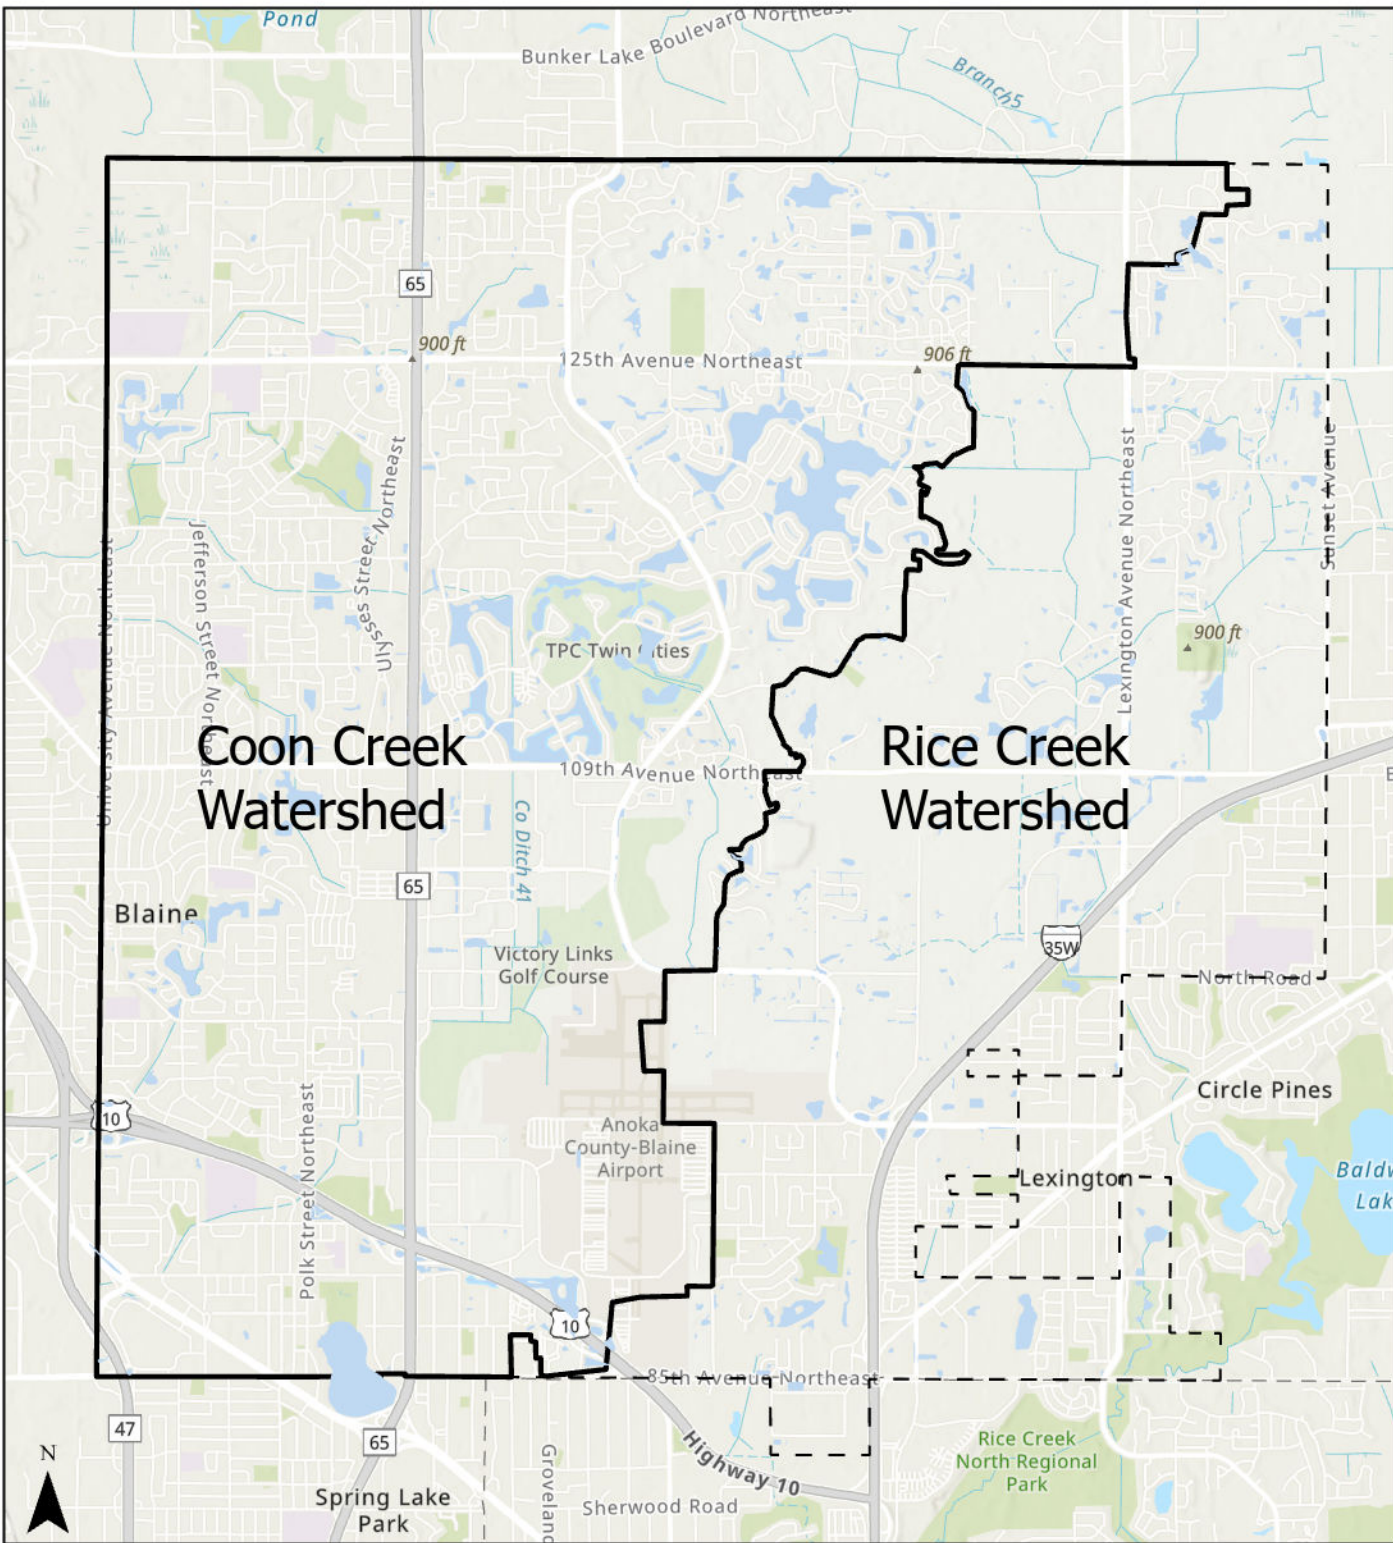 Pond
Bunker Lake Boulevard Northeast
Branch5
65
900 ft
125th Avenue Northeast
906 ft
University Avenue Northeast
Jefferson Street Northeast
Ulysses Street Northeast
Lexington Avenue Northeast
Sunset Avenue
TPC Twin Cities
900 ft
Coon Creek
Watershed
Rice Creek
Watershed
109th Avenue Northeast
Co Ditch 41
65
Blaine
Victory Links
Golf Course
35W
North Road
Circle Pines
10
Polk Street Northeast
Anoka
County-Blaine
Airport
Lexington
10
85th Avenue Northeast
47
65
N
Highway 10
Rice Creek
North Regional
Park
Spring Lake
Park
Groveland
Sherwood Road